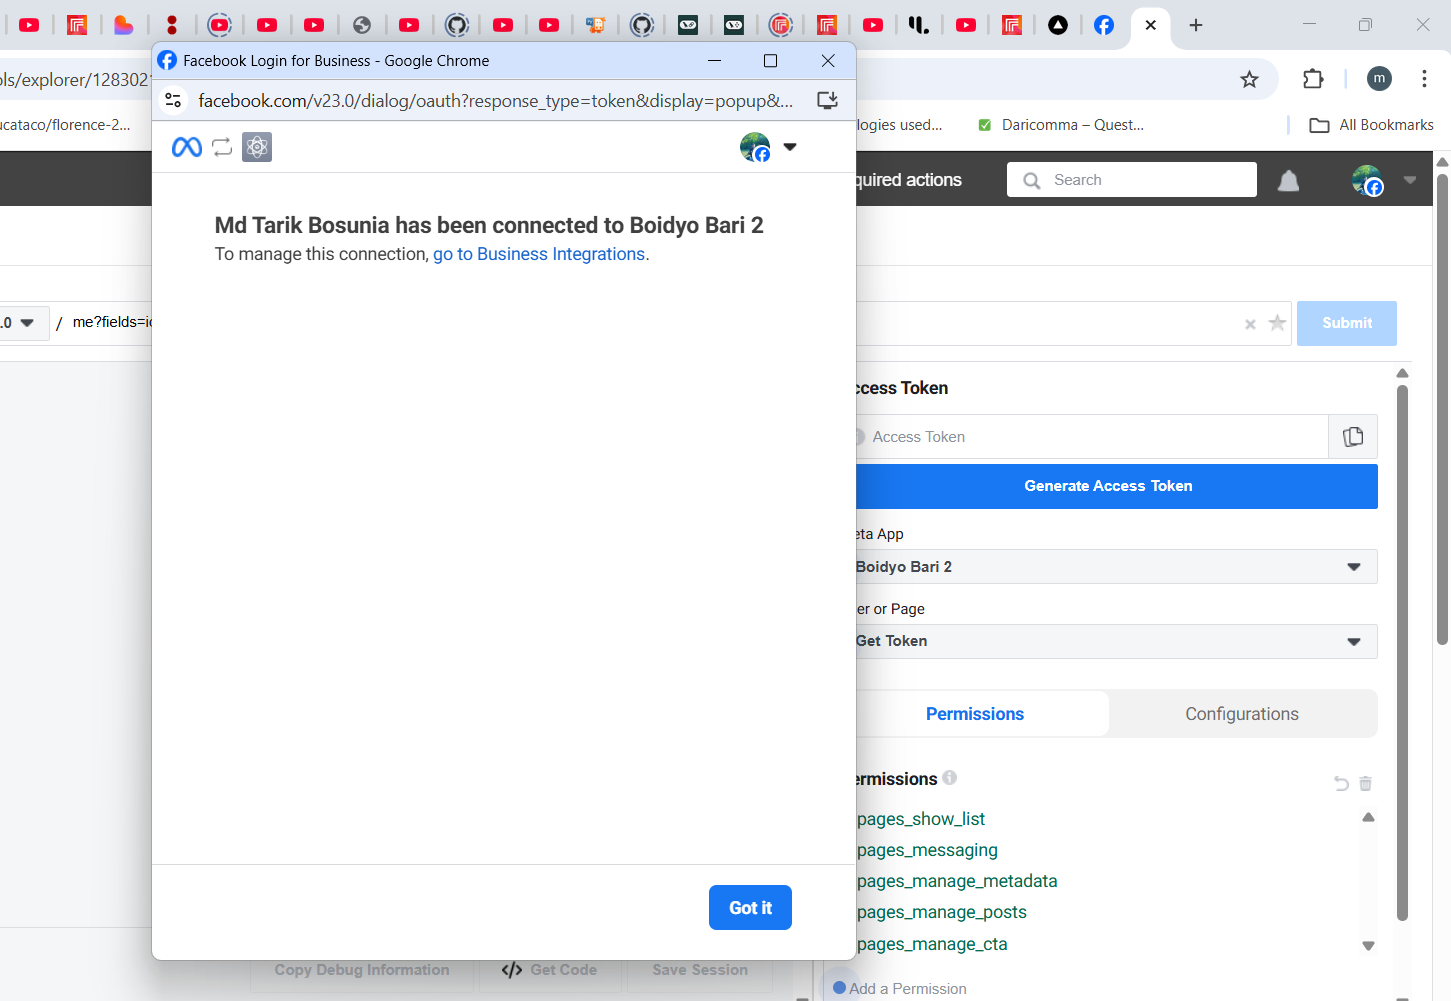 Facebook Login for Business - Google Chrome
ols/explorer/128302
facebook.com/v23.0/dialog/oauth?response_type=token&display=popup&...
m
ucataco/florence-2...
logies used...
Daricomma – Quest...
All Bookmarks
quired actions
Search
Md Tarik Bosunia has been connected to Boidyo Bari 2
To manage this connection, go to Business Integrations.
.0
/
me?fields=i
Submit
ccess Token
Access Token
Generate Access Token
eta App
Boidyo Bari 2
er or Page
Get Token
Permissions
Configurations
ermissions
pages_show_list
pages_messaging
pages_manage_metadata
pages_manage_posts
pages_manage_cta
Got it
Copy Debug Information
</> Get Code
Save Session
Add a Permission